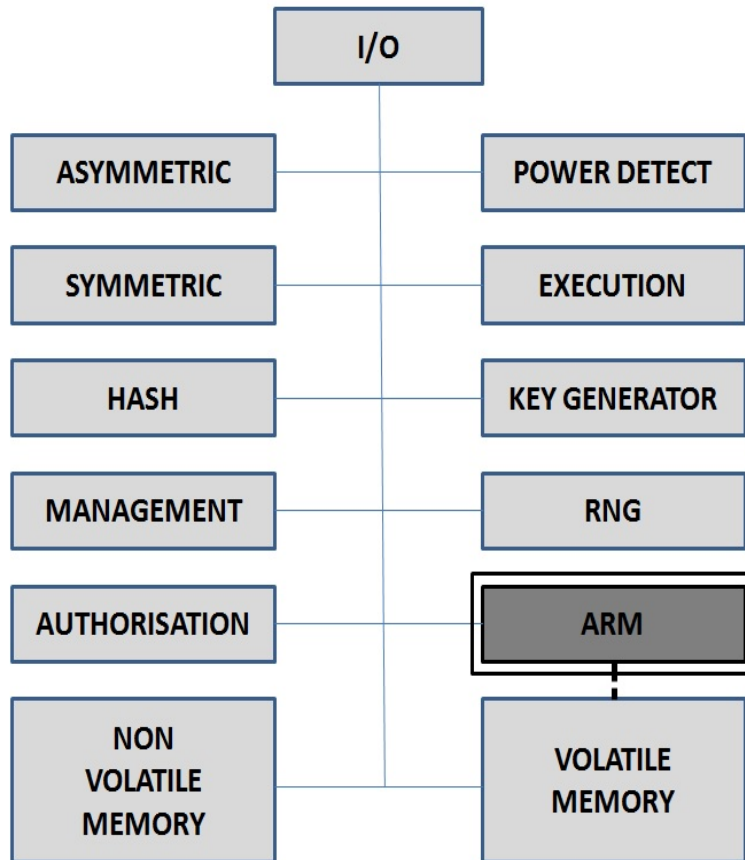 I/O
ASYMMETRIC
POWER DETECT
SYMMETRIC
EXECUTION
HASH
KEY GENERATOR
MANAGEMENT
RNG
AUTHORISATION
ARM
NON
VOLATILE
MEMORY
VOLATILE
MEMORY